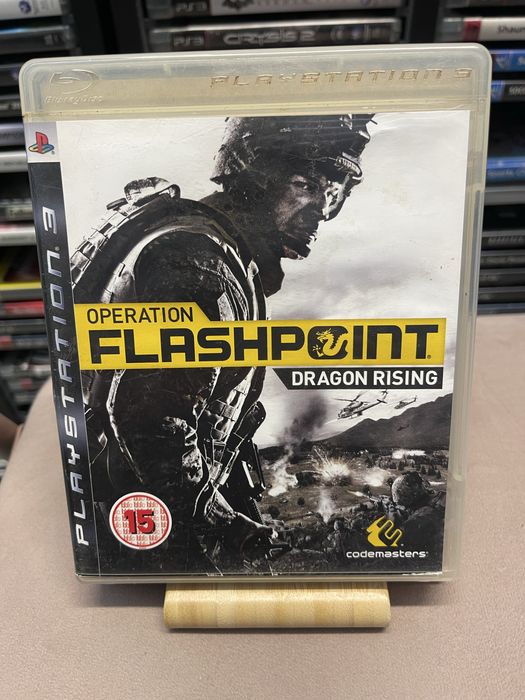 PS3 CRYSIS 2
Blu-ray Disc
PLAYSTATION 3
PLAYSTATION 3
OPERATION
FLASHPOINT
DRAGON RISING
15
codemasters